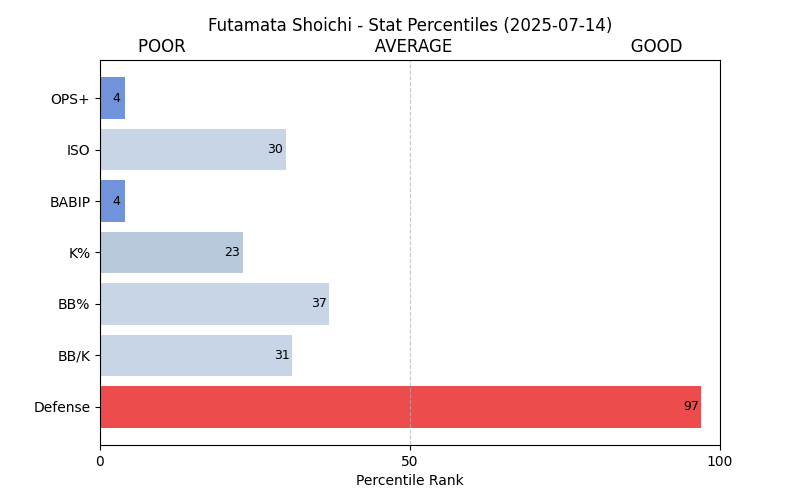 Futamata Shoichi - Stat Percentiles (2025-07-14)
POOR AVERAGE GOOD
OPS+ 4
ISO 30
BABIP 4
K% 23
BB% 37
BB/K 31
Defense 97
0 50 100
Percentile Rank